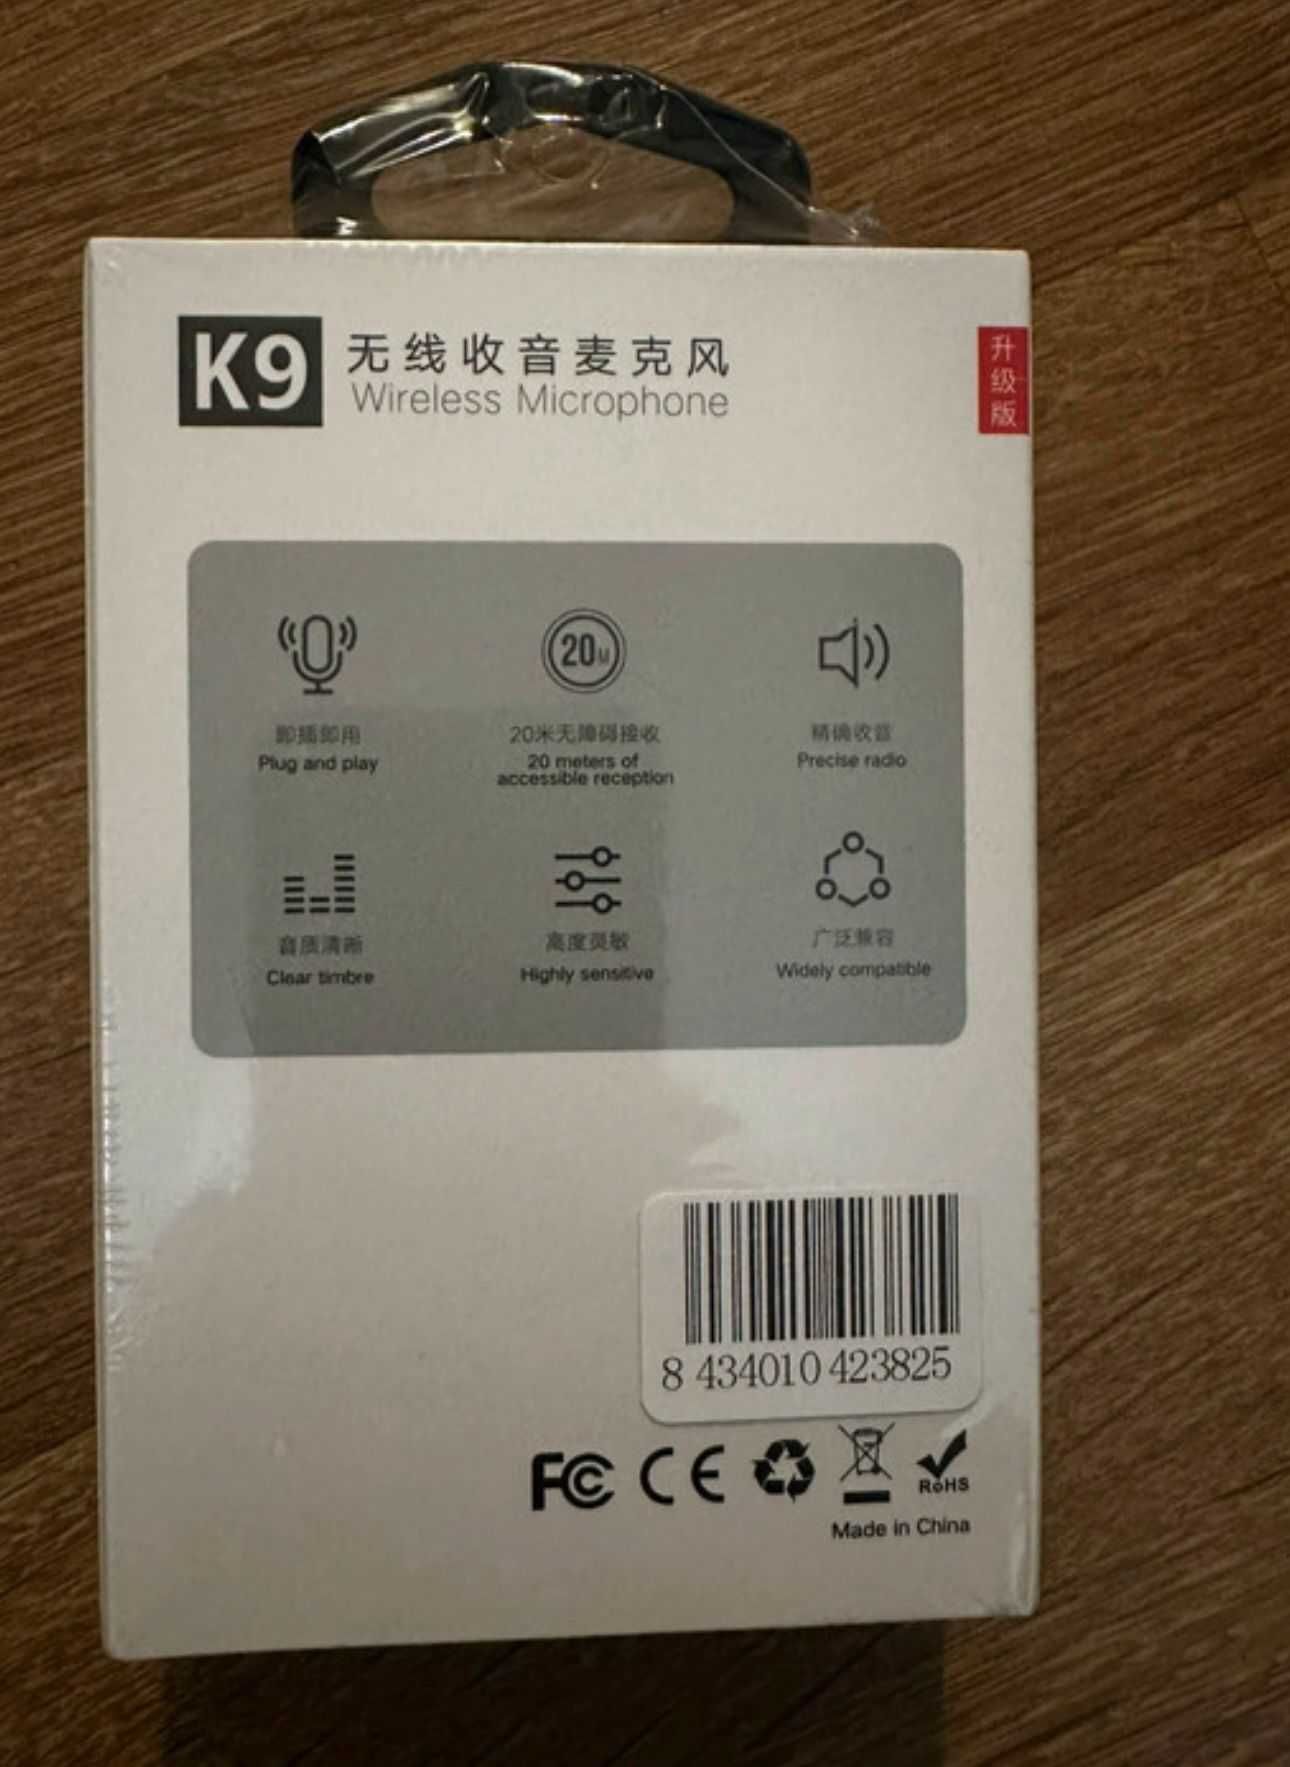 K9
无线收音麦克风
Wireless Microphone
升级版
20M
即插即用
Plug and play
20米无障碍接收
20 meters of
accessible reception
精确收音
Precise radio
音质清晰
Clear timbre
高度灵敏
Highly sensitive
广泛兼容
Widely compatible
8 434010 423825
FC CE
RoHS
Made in China